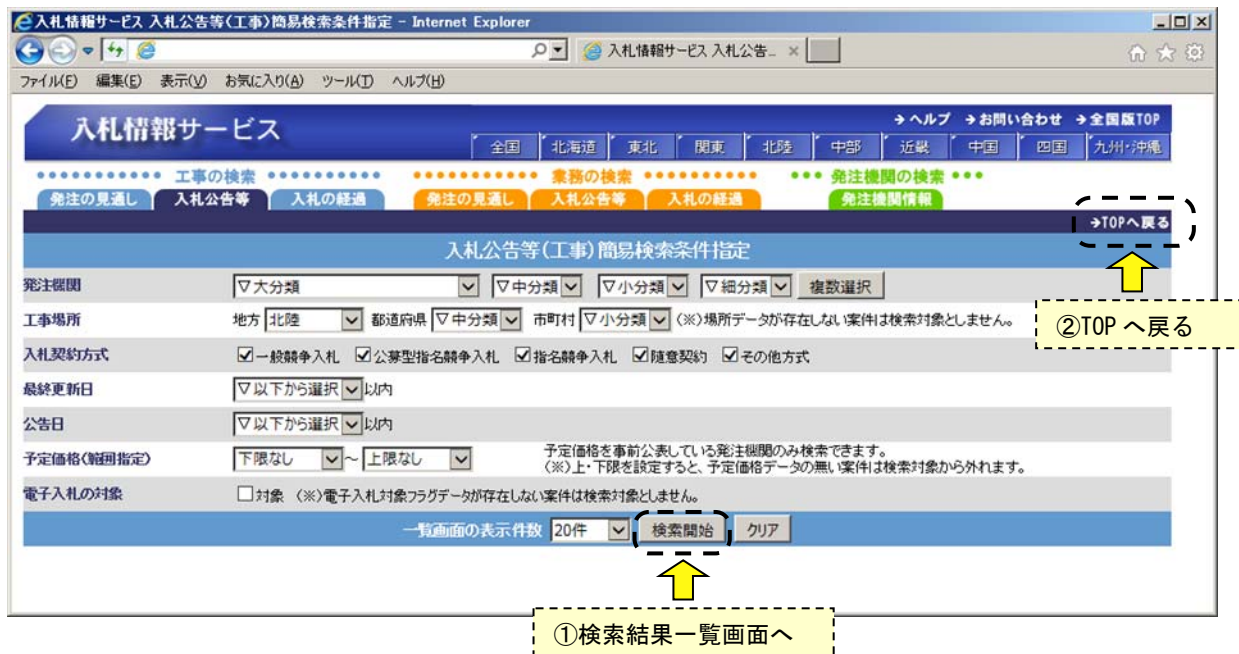 入札情報サービス 入札公告等(工事)簡易検索条件指定 - Internet Explorer
入札情報サービス 入札公告...
ファイル(F) 編集(E) 表示(V) お気に入り(A) ツール(T) ヘルプ(H)
入札情報サービス
→ヘルプ →お問い合わせ →全国版TOP
全国 北海道 東北 関東 北陸 中部 近畿 中国 四国 九州・沖縄
工事の検索 業務の検索 発注機関の検索
発注の見通し 入札公告等 入札の経過 発注の見通し 入札公告等 入札の経過 発注機関情報
→TOPへ戻る
入札公告等(工事)簡易検索条件指定
発注機関 ▽大分類 ▽中分類 ▽小分類 ▽細分類 複数選択
②TOPへ戻る
工事場所 地方 北陸 都道府県 ▽中分類 市町村 ▽小分類 (※)場所データが存在しない案件は検索対象としません。
入札契約方式 一般競争入札 公募型指名競争入札 指名競争入札 随意契約 その他方式
最終更新日 ▽以下から選択 以内
公告日 ▽以下から選択 以内
予定価格(範囲指定) 下限なし ～ 上限なし 予定価格を事前公表している発注機関のみ検索できます。
(※)上・下限を設定すると、予定価格データの無い案件は検索対象から外れます。
電子入札の対象 対象 (※)電子入札対象フラグデータが存在しない案件は検索対象としません。
一覧画面の表示件数 20件 検索開始 クリア
①検索結果一覧画面へ